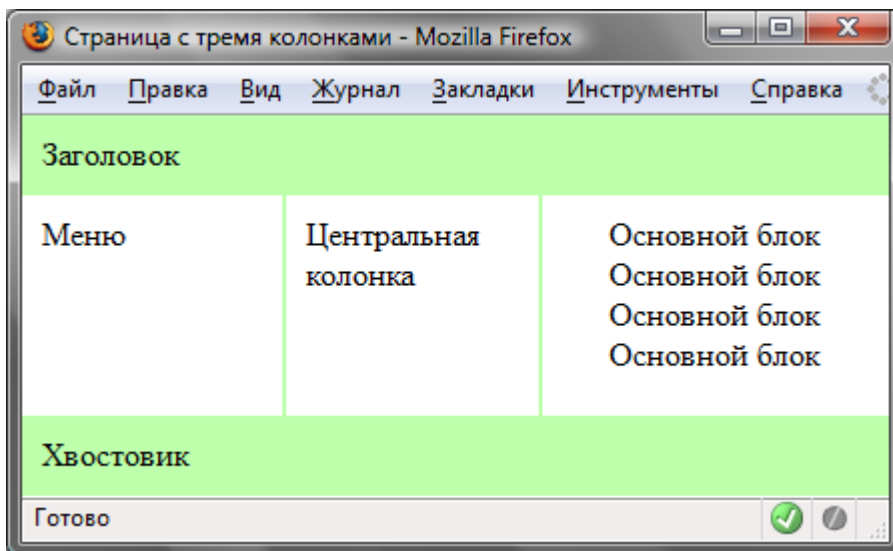 Страница с тремя колонками - Mozilla Firefox
Файл Правка Вид Журнал Закладки Инструменты Справка
Заголовок
Меню
Центральная
колонка
Основной блок
Основной блок
Основной блок
Основной блок
Хвостовик
Готово